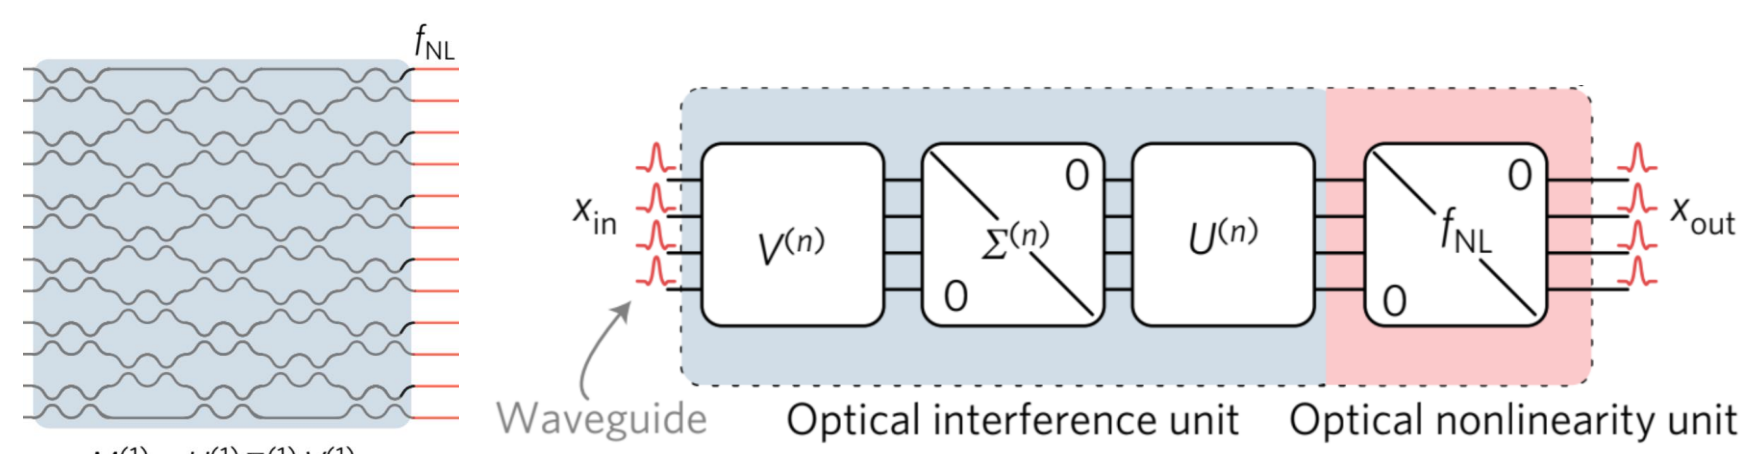 f_NL
x_in
V^(n)
0
Σ^(n)
0
U^(n)
0
f_NL
0
x_out
Waveguide
Optical interference unit
Optical nonlinearity unit